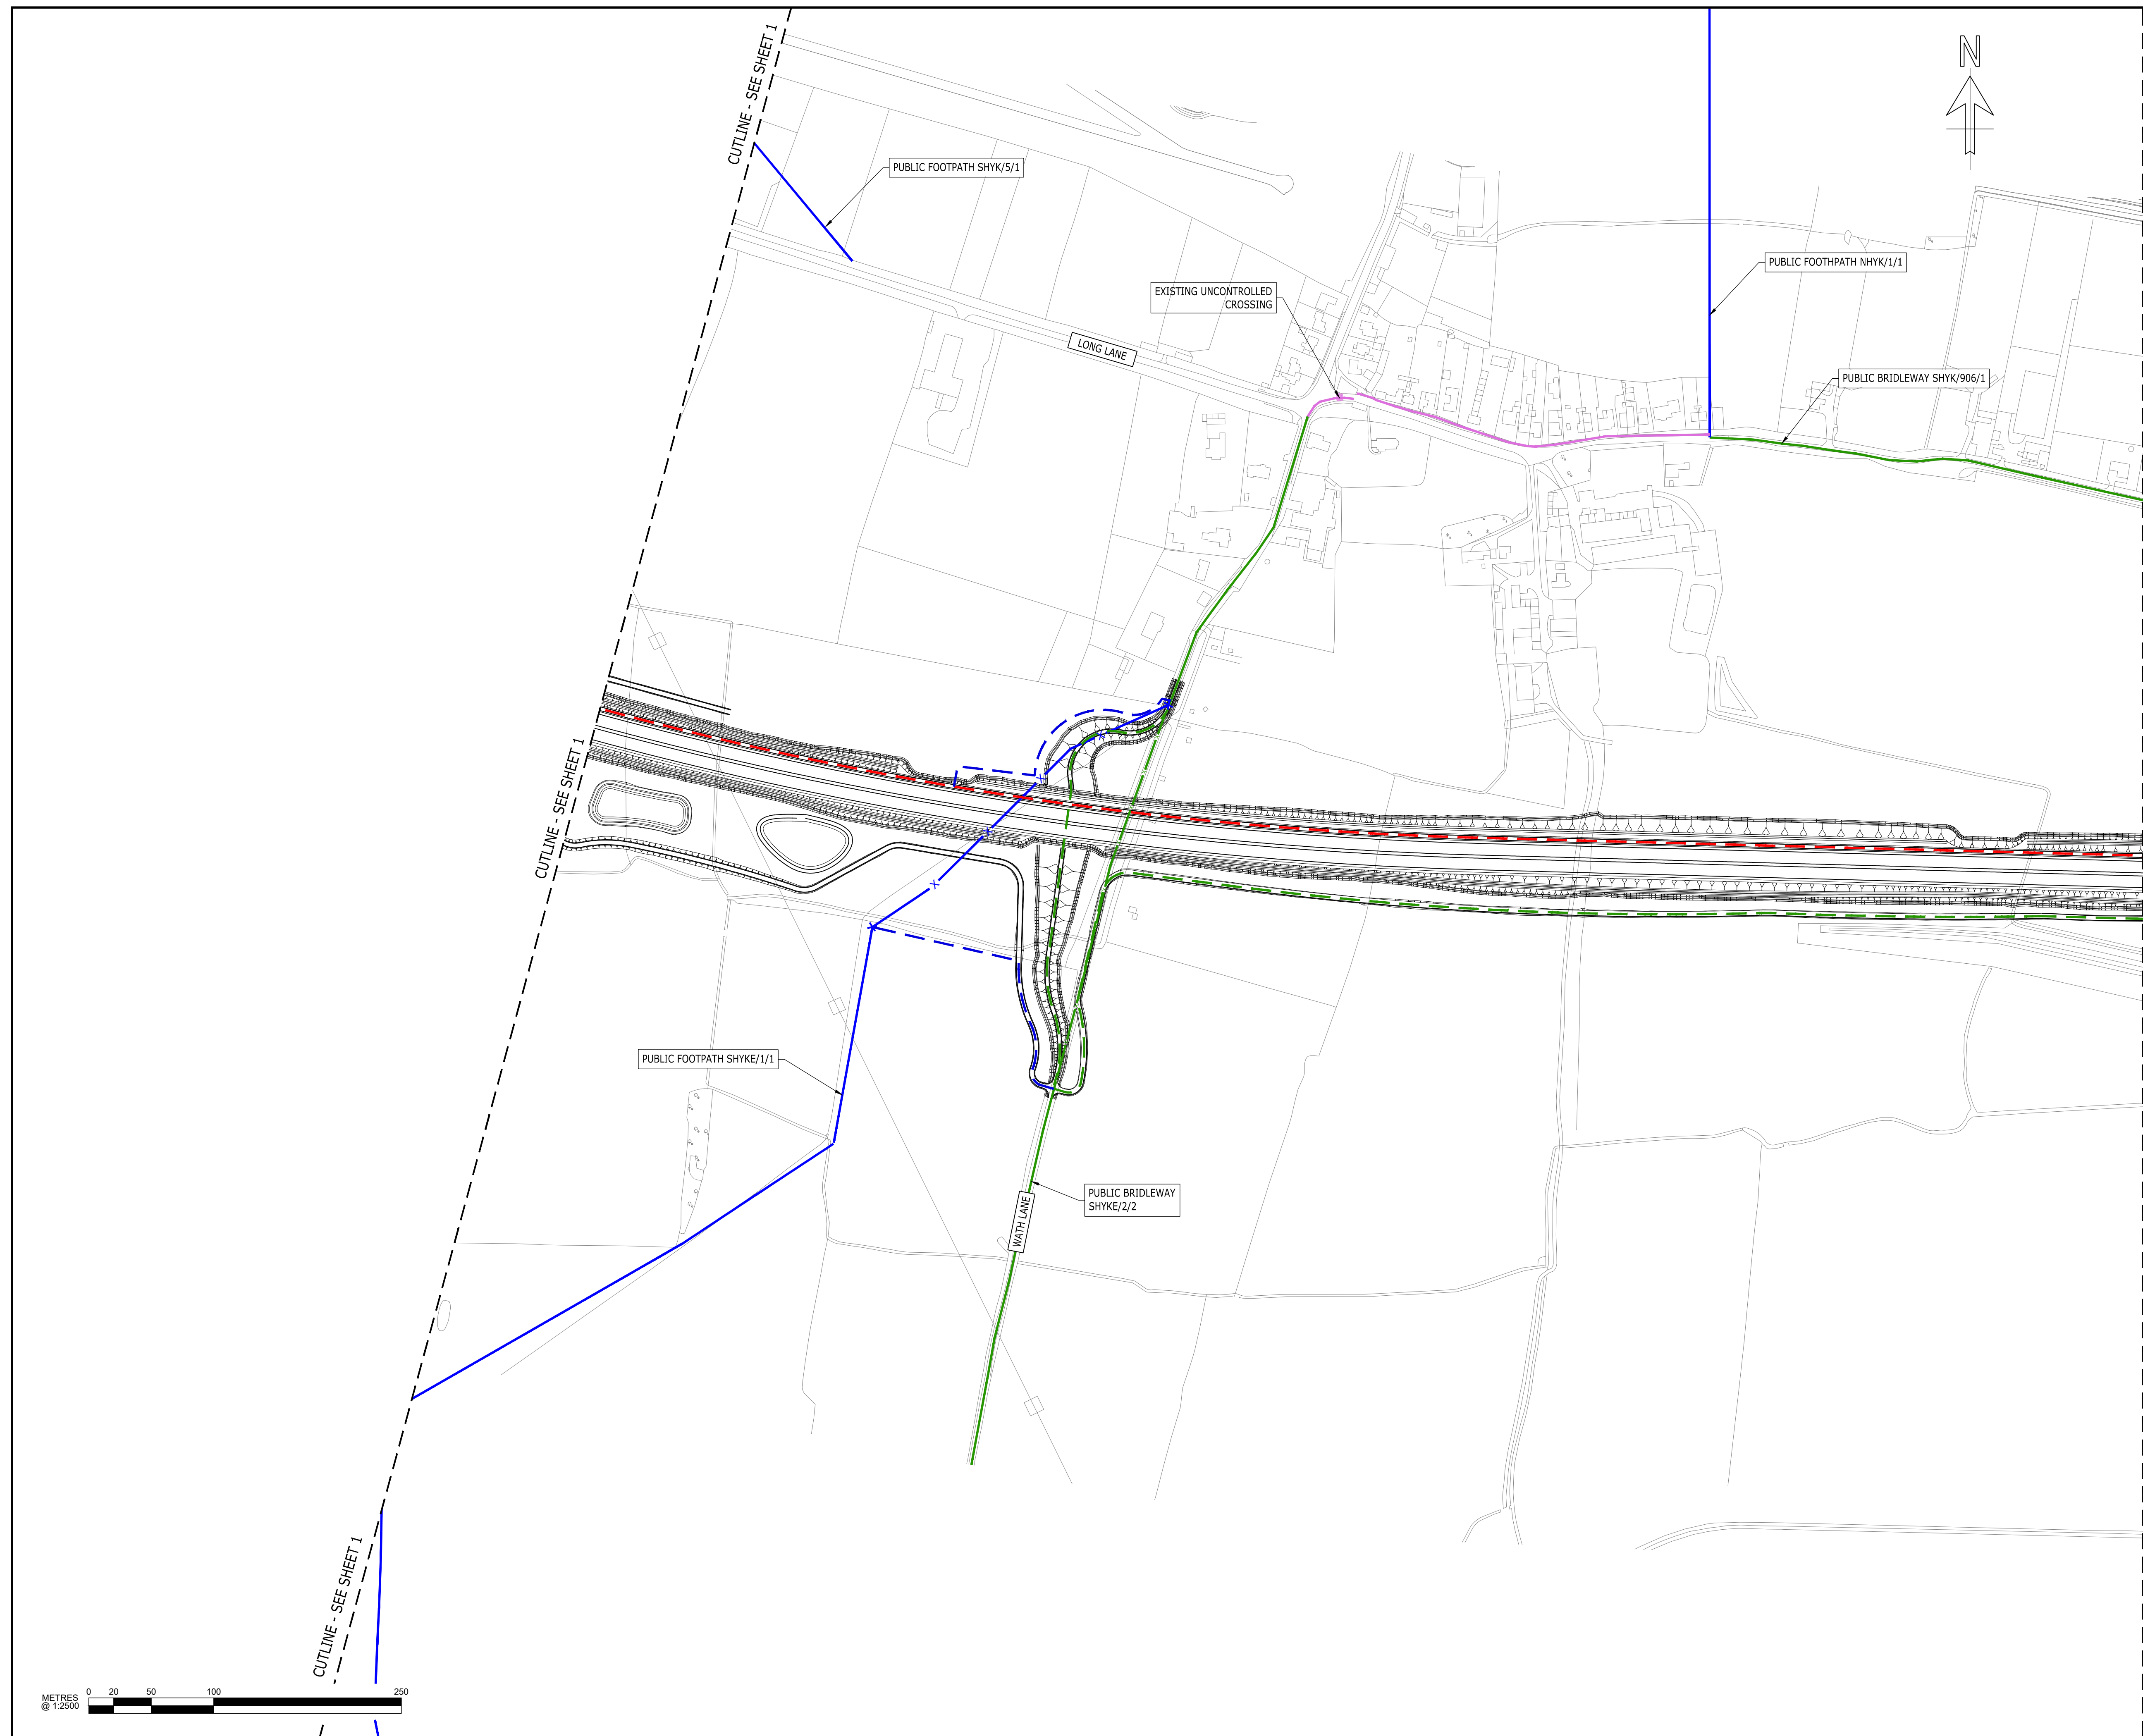 CUTLINE - SEE SHEET 1
N
PUBLIC FOOTPATH SHYK/5/1
PUBLIC FOOTHPATH NHYK/1/1
EXISTING UNCONTROLLED
CROSSING
LONG LANE
PUBLIC BRIDLEWAY SHYK/906/1
CUTLINE - SEE SHEET 1
PUBLIC FOOTPATH SHYKE/1/1
PUBLIC BRIDLEWAY
SHYKE/2/2
WATH LANE
CUTLINE - SEE SHEET 1
METRES
@ 1:2500
0 20 50 100 250